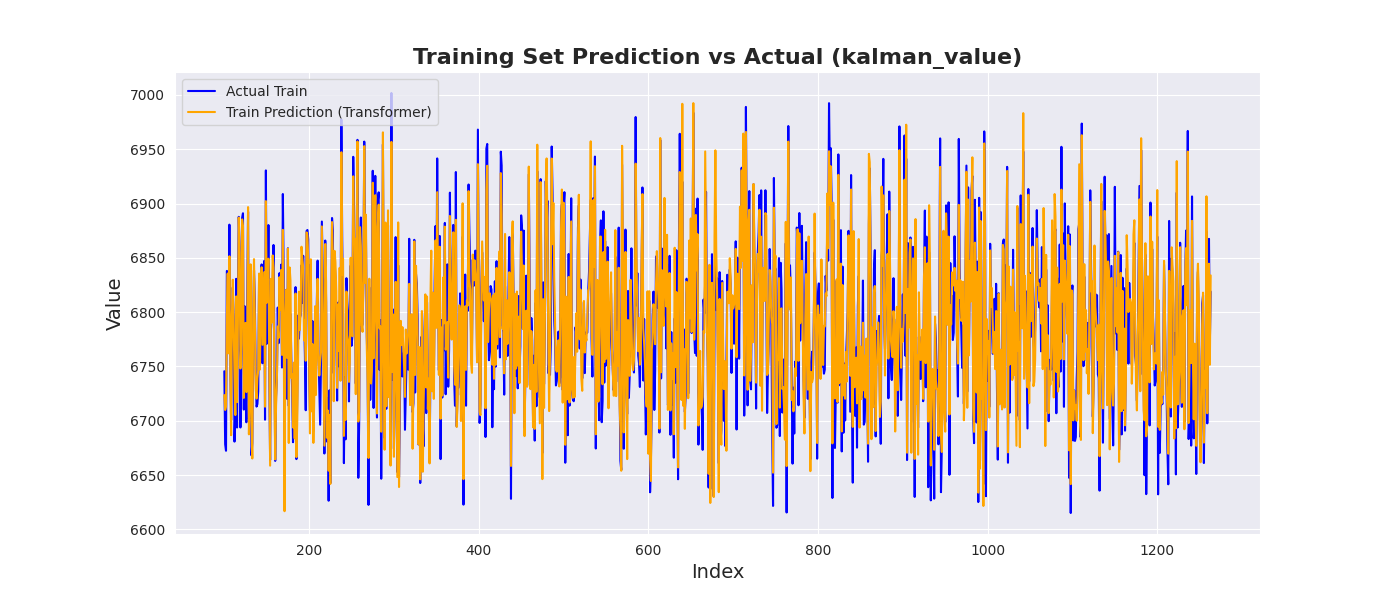 Training Set Prediction vs Actual (kalman_value)
Actual Train
Train Prediction (Transformer)
Value
7000
6950
6900
6850
6800
6750
6700
6650
6600
200 400 600 800 1000 1200
Index